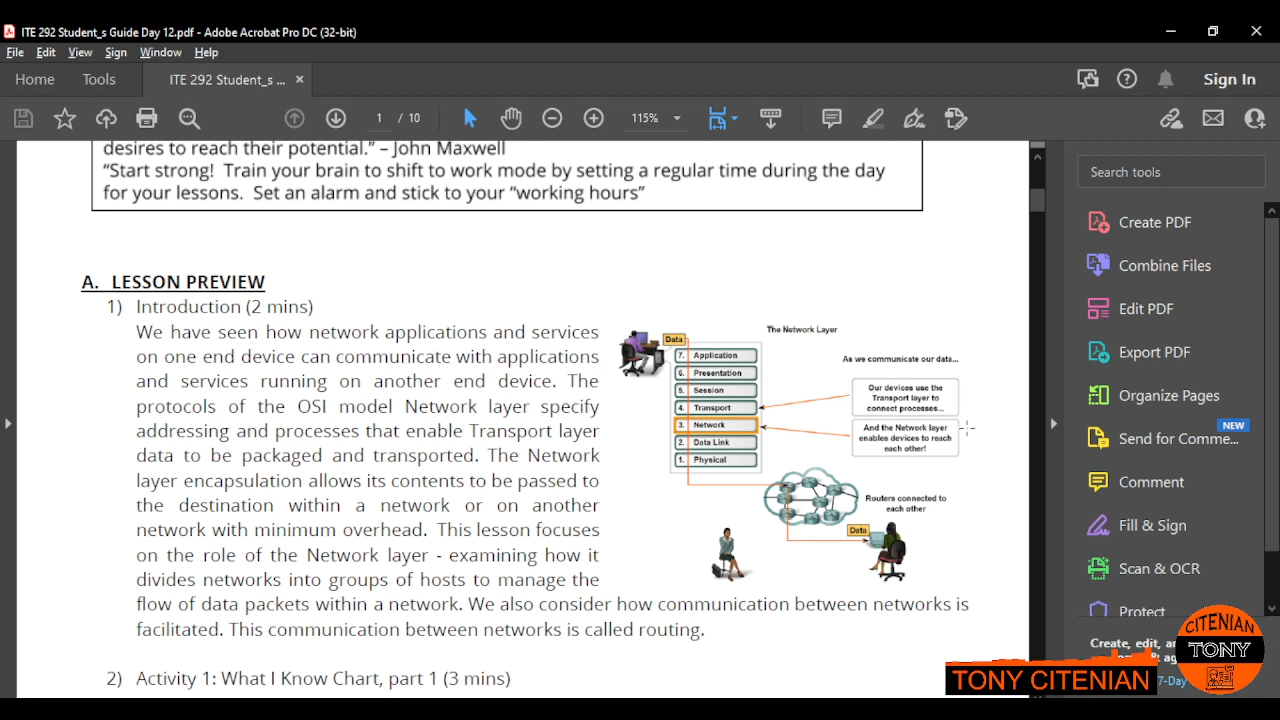 ITE 292 Student_s Guide Day 12.pdf - Adobe Acrobat Pro DC (32-bit)
File Edit View Sign Window Help
Home Tools ITE 292 Student_s ... × Sign In
1 / 10 115%
desires to reach their potential.” – John Maxwell
“Start strong! Train your brain to shift to work mode by setting a regular time during the day
for your lessons. Set an alarm and stick to your “working hours”
A. LESSON PREVIEW
1) Introduction (2 mins)
We have seen how network applications and services
on one end device can communicate with applications
and services running on another end device. The
protocols of the OSI model Network layer specify
addressing and processes that enable Transport layer
data to be packaged and transported. The Network
layer encapsulation allows its contents to be passed to
the destination within a network or on another
network with minimum overhead. This lesson focuses
on the role of the Network layer - examining how it
divides networks into groups of hosts to manage the
flow of data packets within a network. We also consider how communication between networks is
facilitated. This communication between networks is called routing.
The Network Layer
Data
7. Application
6. Presentation
5. Session
4. Transport
3. Network
2. Data Link
1. Physical
As we communicate our data...
Our devices use the
Transport layer to
connect processes...
And the Network layer
enables devices to reach
each other!
Routers connected to
each other
Data
2) Activity 1: What I Know Chart, part 1 (3 mins)
Search tools
Create PDF
Combine Files
Edit PDF
Export PDF
Organize Pages
NEW
Send for Comme...
Comment
Fill & Sign
Scan & OCR
Protect
Create, edit,
7-Day
CITENIAN
TONY
TONY CITENIAN